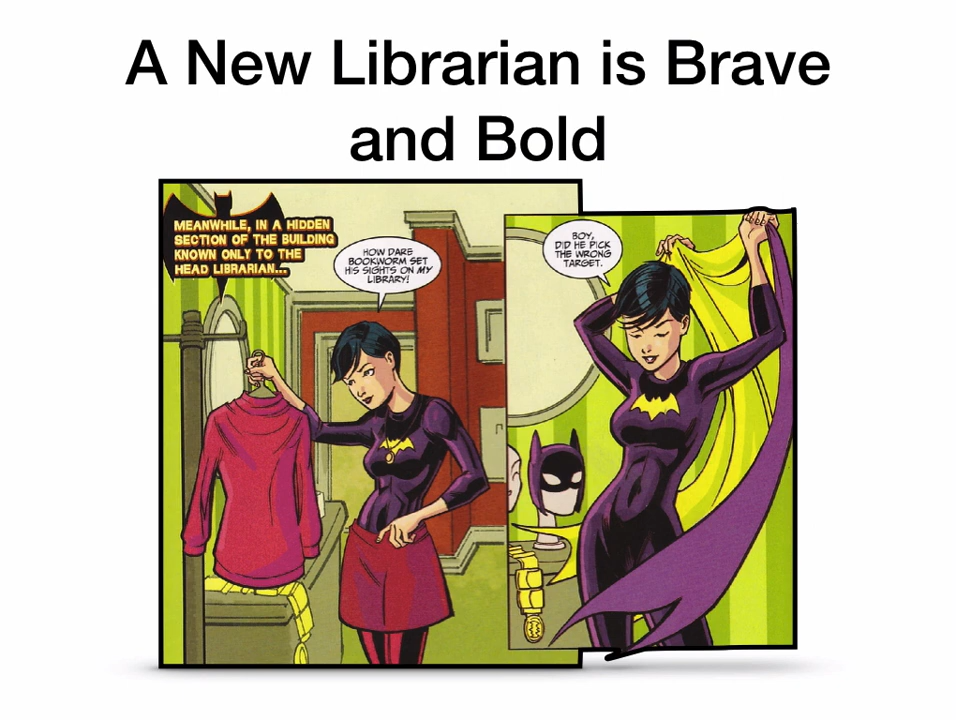 A New Librarian is Brave
and Bold
MEANWHILE, IN A HIDDEN
SECTION OF THE BUILDING
KNOWN ONLY TO THE
HEAD LIBRARIAN...
HOW DARE
BOOKWORM SET
HIS SIGHTS ON MY
LIBRARY!
BOY,
DID HE PICK
THE WRONG
TARGET.